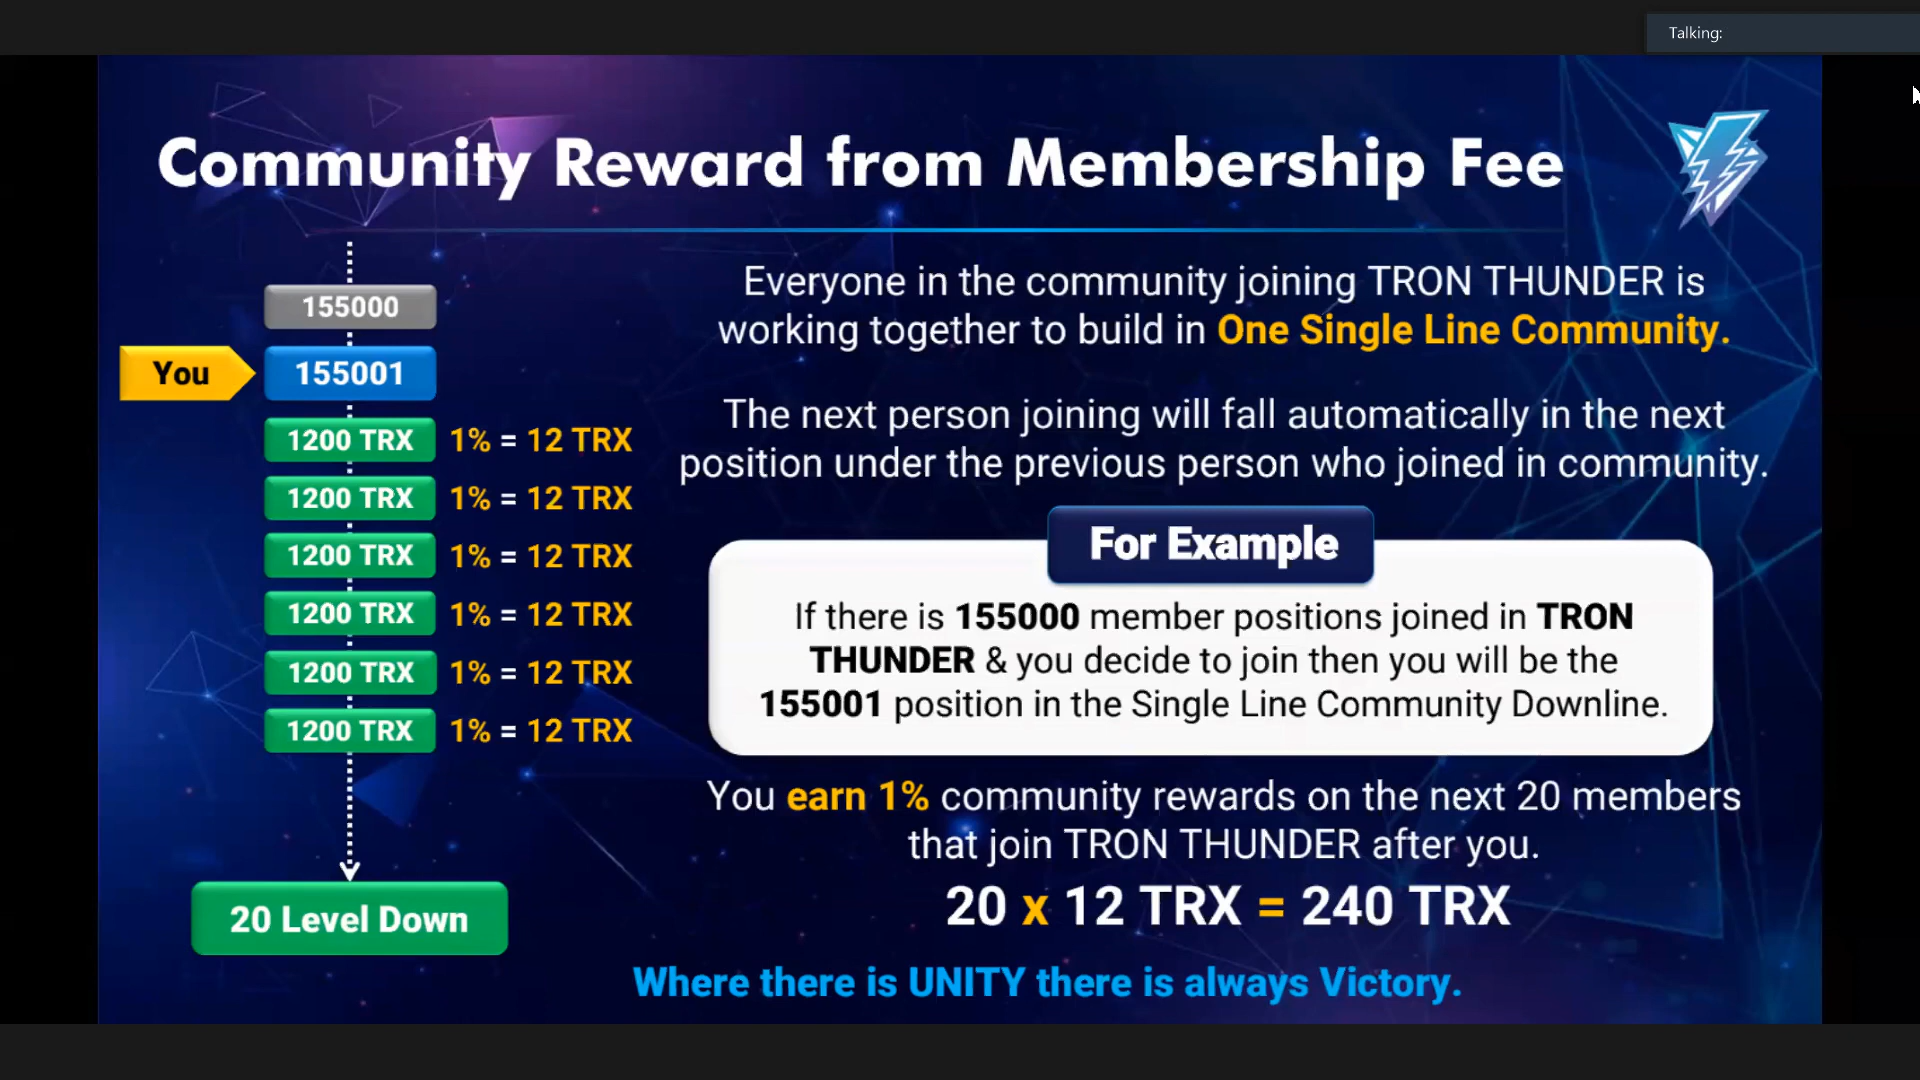 Talking:
Community Reward from Membership Fee
155000
You
155001
1200 TRX 1% = 12 TRX
1200 TRX 1% = 12 TRX
1200 TRX 1% = 12 TRX
1200 TRX 1% = 12 TRX
1200 TRX 1% = 12 TRX
1200 TRX 1% = 12 TRX
20 Level Down
Everyone in the community joining TRON THUNDER is
working together to build in One Single Line Community.
The next person joining will fall automatically in the next
position under the previous person who joined in community.
For Example
If there is 155000 member positions joined in TRON
THUNDER & you decide to join then you will be the
155001 position in the Single Line Community Downline.
You earn 1% community rewards on the next 20 members
that join TRON THUNDER after you.
20 x 12 TRX = 240 TRX
Where there is UNITY there is always Victory.